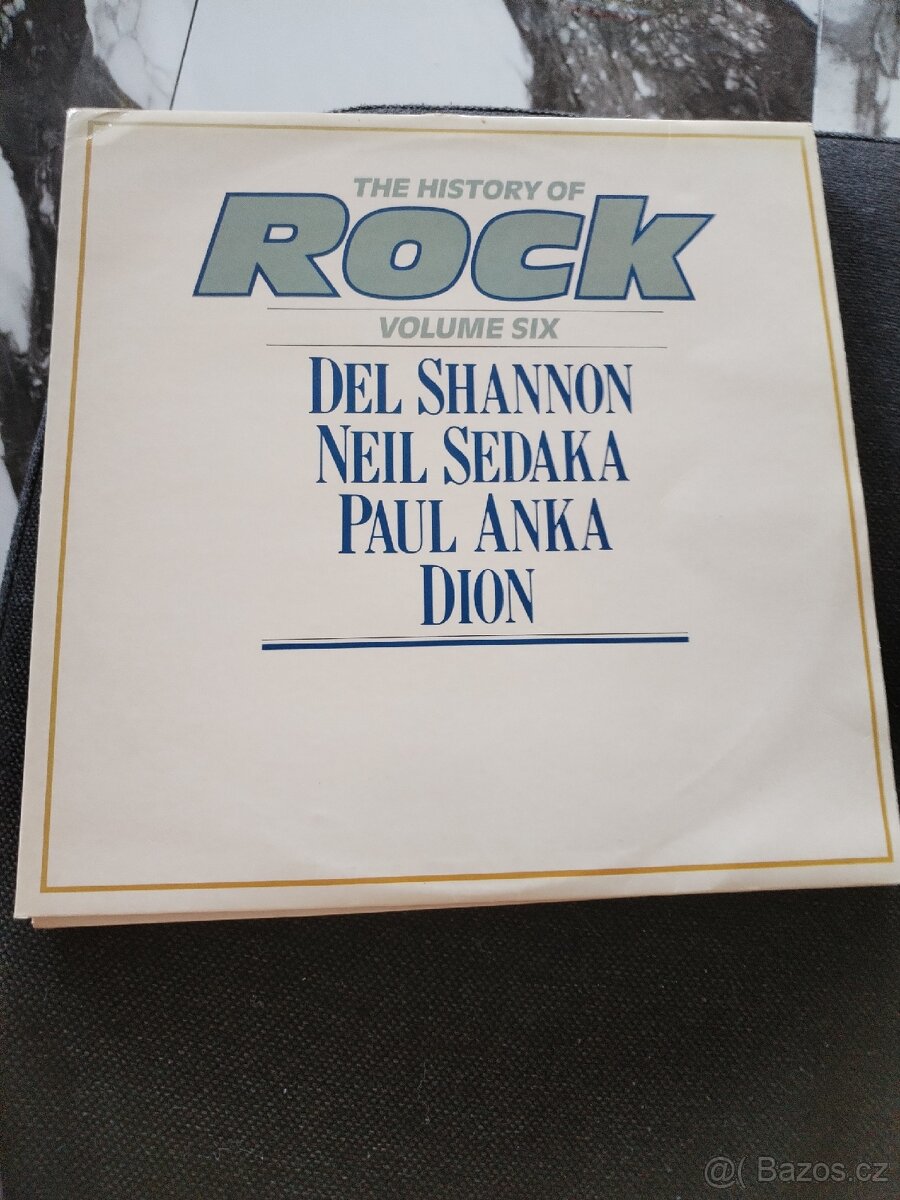 THE HISTORY OF
ROCK
VOLUME SIX
DEL SHANNON
NEIL SEDAKA
PAUL ANKA
DION
@( Bazos.cz